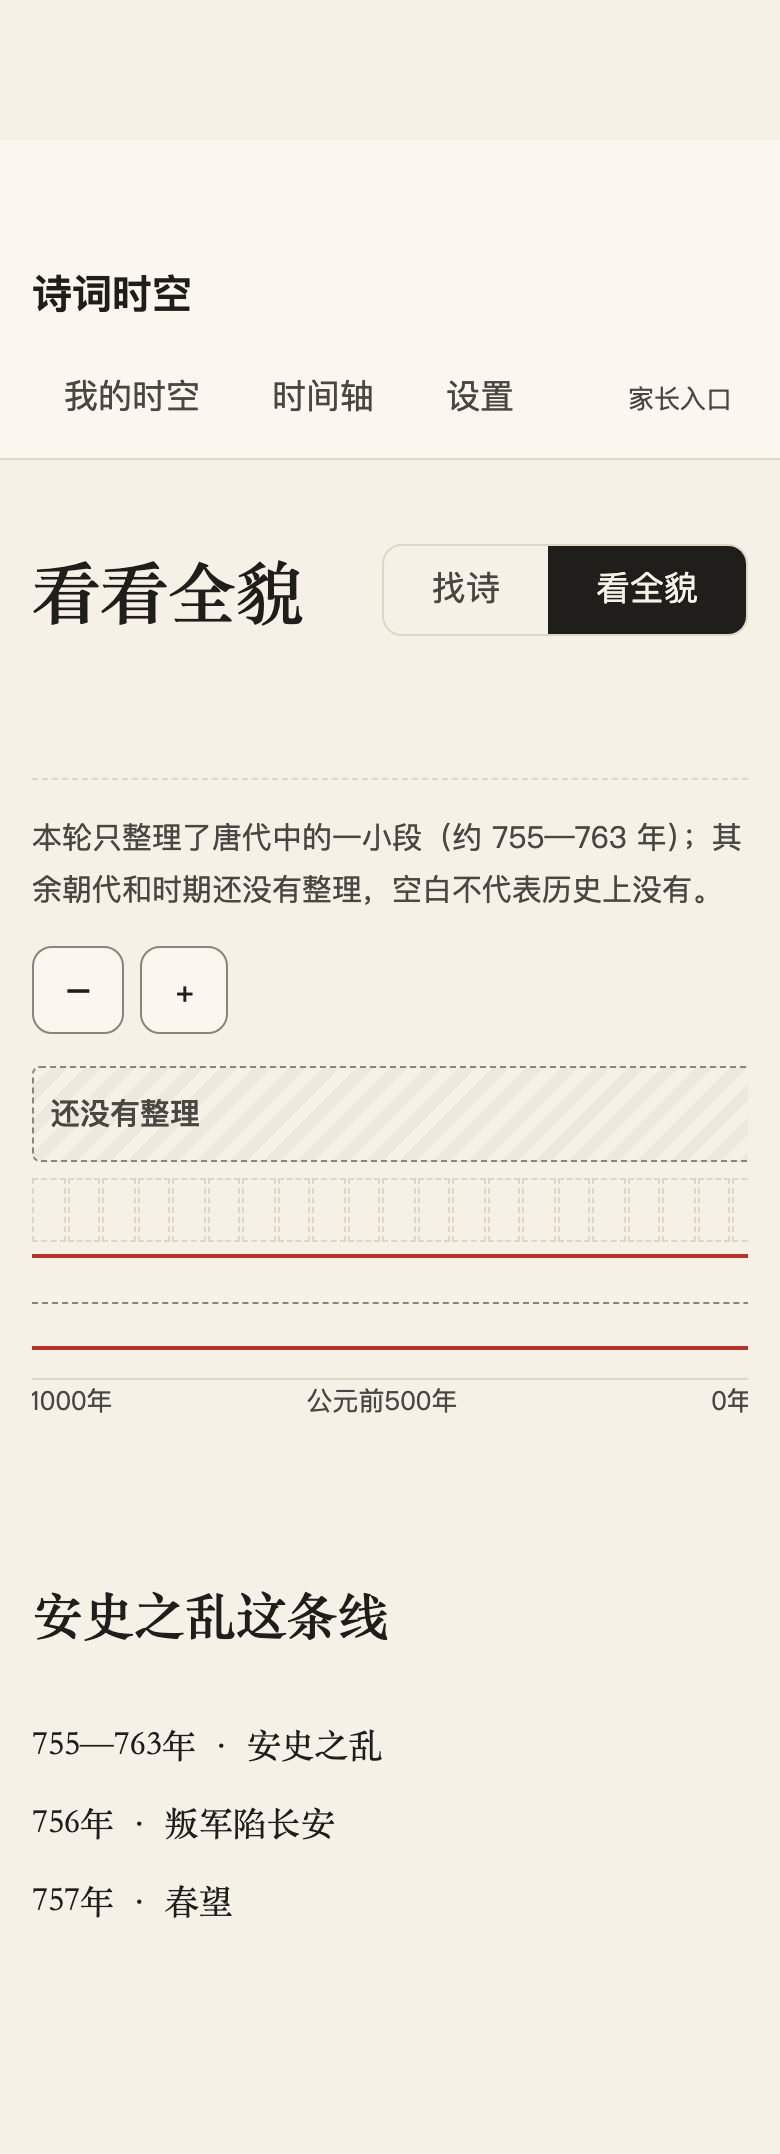 诗词时空
我的时空 时间轴 设置 家长入口
看看全貌 找诗 看全貌
本轮只整理了唐代中的一小段（约 755—763 年）；其
余朝代和时期还没有整理，空白不代表历史上没有。
− +
还没有整理
1000年 公元前500年 0年
安史之乱这条线
755—763年 · 安史之乱
756年 · 叛军陷长安
757年 · 春望